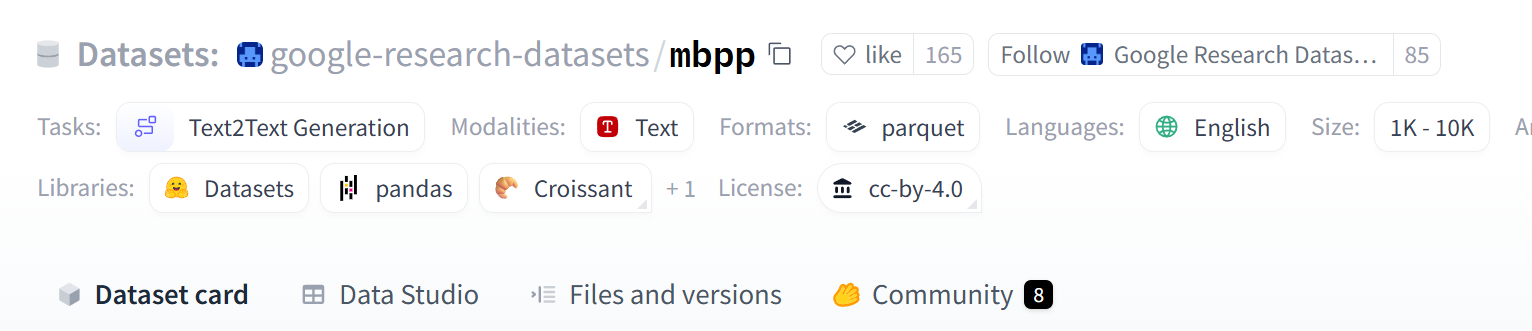 Datasets: google-research-datasets/mbpp like 165 Follow Google Research Datas... 85
Tasks: Text2Text Generation Modalities: Text Formats: parquet Languages: English Size: 1K - 10K
Libraries: Datasets pandas Croissant + 1 License: cc-by-4.0
Dataset card Data Studio Files and versions Community 8